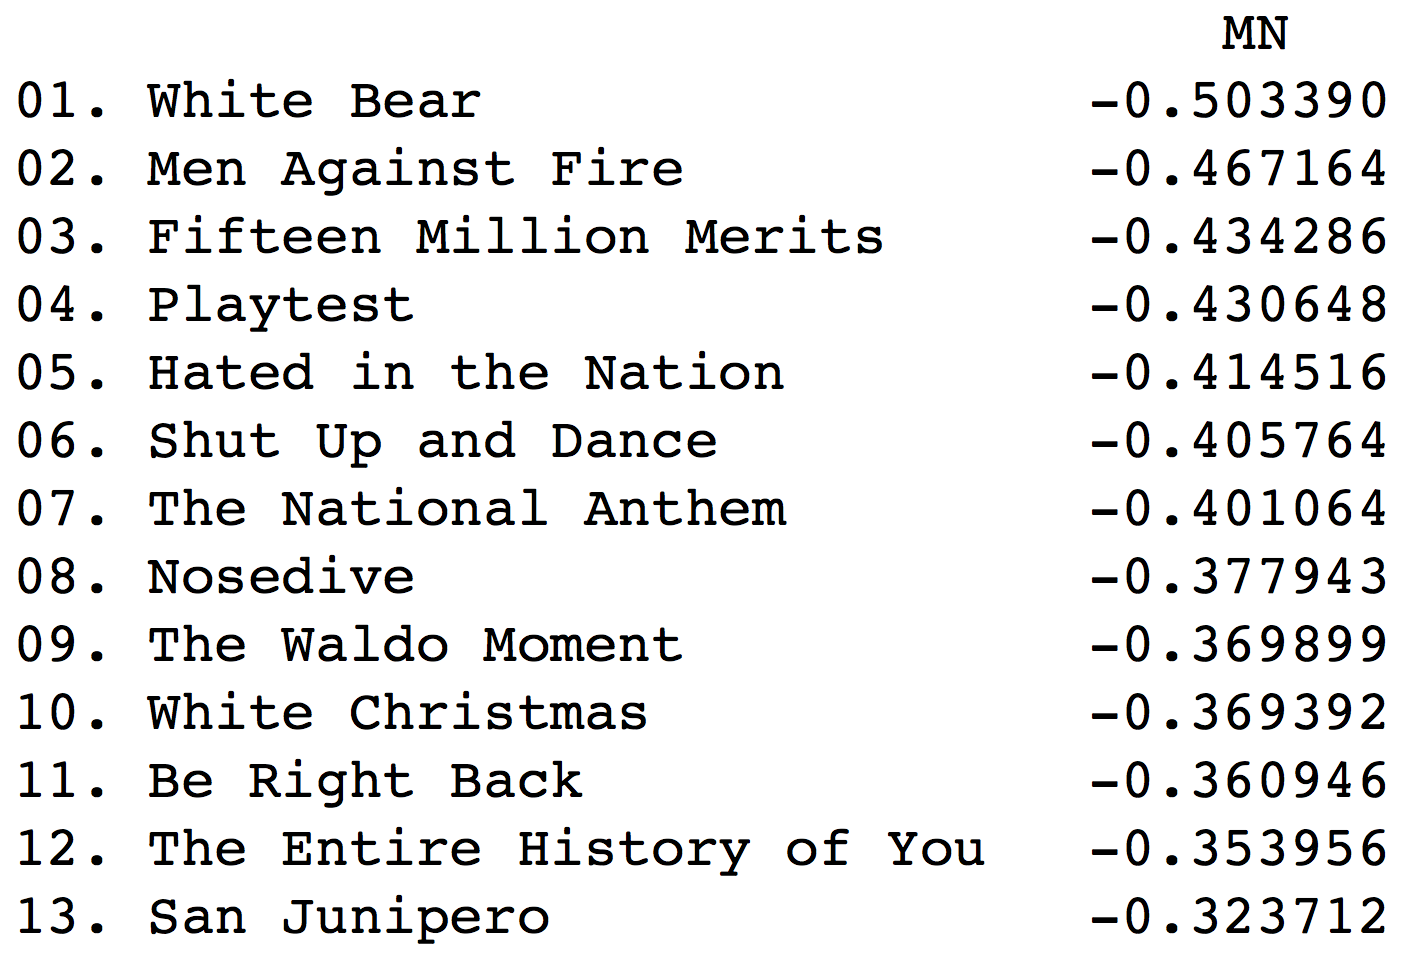 MN
01. White Bear -0.503390
02. Men Against Fire -0.467164
03. Fifteen Million Merits -0.434286
04. Playtest -0.430648
05. Hated in the Nation -0.414516
06. Shut Up and Dance -0.405764
07. The National Anthem -0.401064
08. Nosedive -0.377943
09. The Waldo Moment -0.369899
10. White Christmas -0.369392
11. Be Right Back -0.360946
12. The Entire History of You -0.353956
13. San Junipero -0.323712